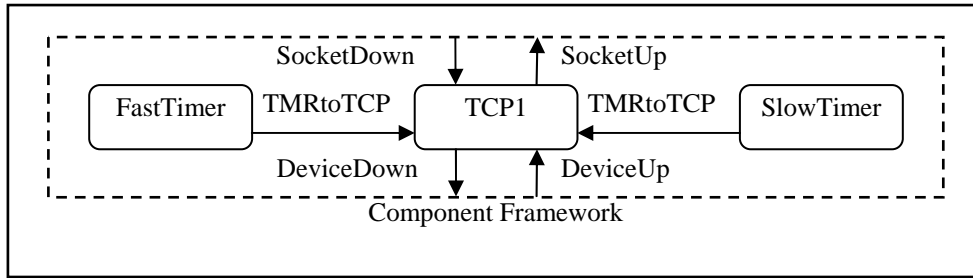 SocketDown SocketUp
FastTimer TMRtoTCP TCP1 TMRtoTCP SlowTimer
DeviceDown DeviceUp
Component Framework